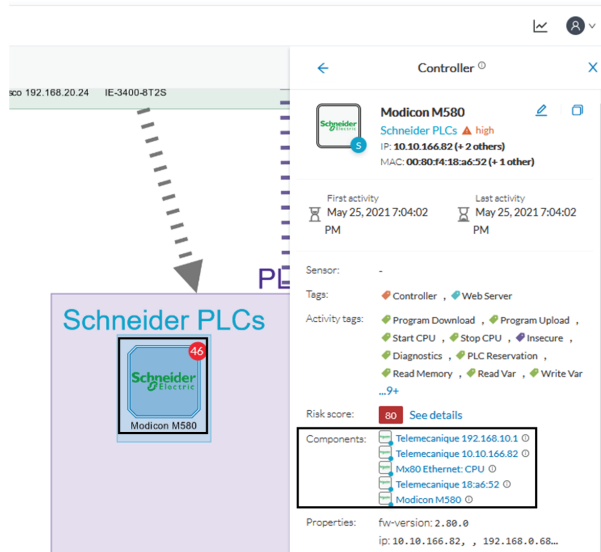 sco 192.168.20.24 IE-3400-8T2S
PL
Schneider PLCs
46
Schneider
Electric
Modicon M580
Controller
Schneider
Electric
S
Modicon M580
Schneider PLCs high
IP: 10.10.166.82 (+ 2 others)
MAC: 00:80:f4:18:a6:52 (+ 1 other)
First activity
May 25, 2021 7:04:02
PM
Last activity
May 25, 2021 7:04:02
PM
Sensor: -
Tags: Controller , Web Server
Activity tags: Program Download , Program Upload ,
Start CPU , Stop CPU , Insecure ,
Diagnostics , PLC Reservation ,
Read Memory , Read Var , Write Var
...9+
Risk score: 80 See details
Components: Telemecanique 192.168.10.1
Telemecanique 10.10.166.82
Mx80 Ethernet: CPU
Telemecanique 18:a6:52
Modicon M580
Properties: fw-version: 2.80.0
ip: 10.10.166.82, , 192.168.0.68...